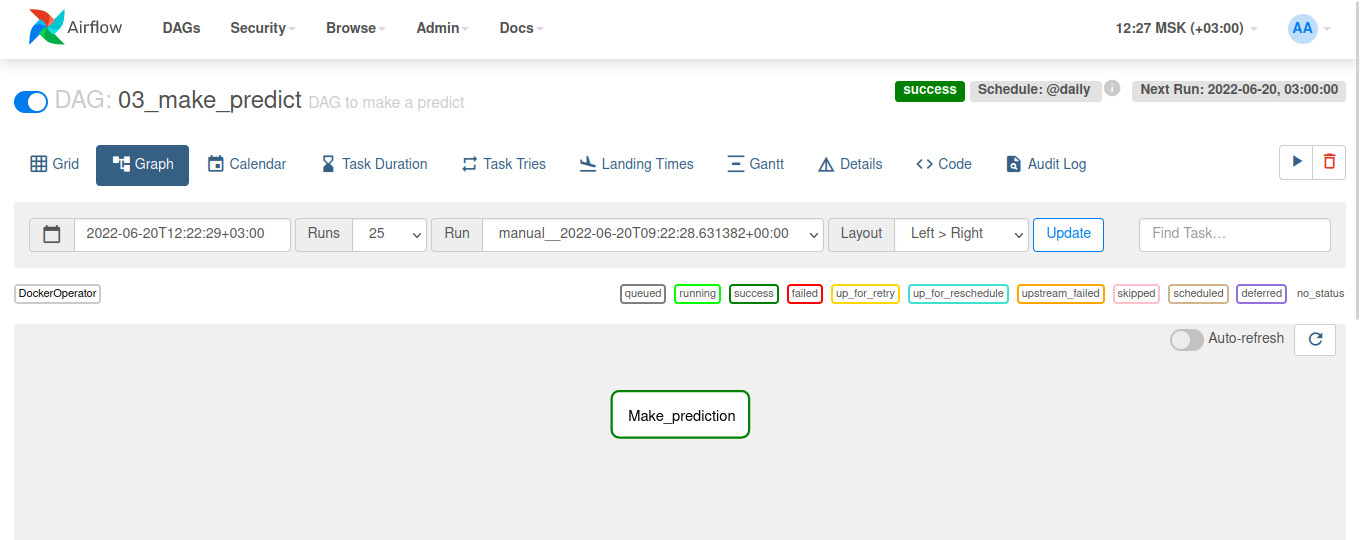 Airflow DAGs Security Browse Admin Docs 12:27 MSK (+03:00) AA
DAG: 03_make_predict DAG to make a predict success Schedule: @daily Next Run: 2022-06-20, 03:00:00
Grid Graph Calendar Task Duration Task Tries Landing Times Gantt Details Code Audit Log
2022-06-20T12:22:29+03:00 Runs 25 Run manual__2022-06-20T09:22:28.631382+00:00 Layout Left > Right Update Find Task…
DockerOperator queued running success failed up_for_retry up_for_reschedule upstream_failed skipped scheduled deferred no_status
Auto-refresh
Make_prediction